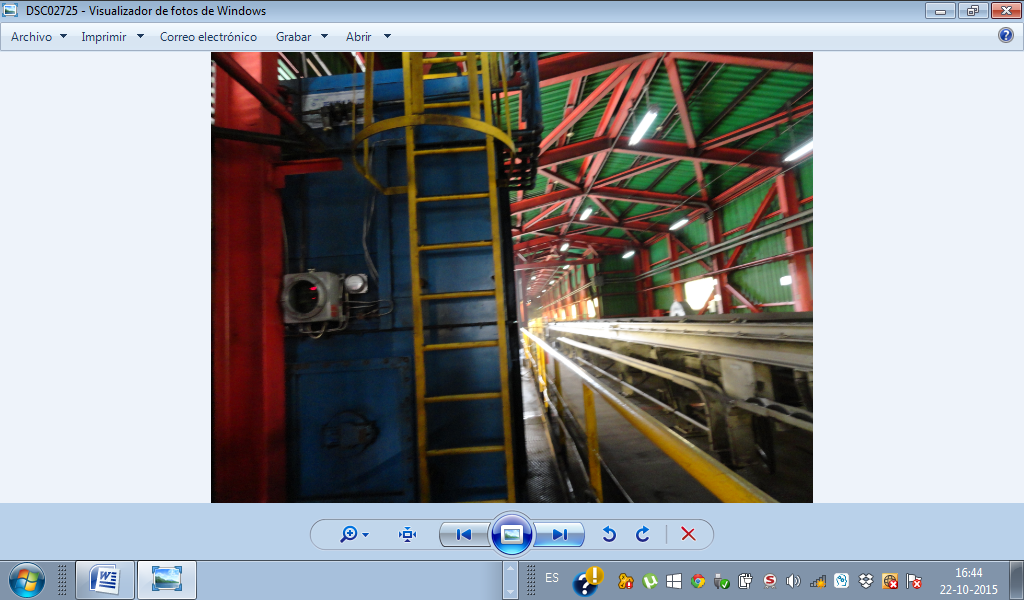 DSC02725 - Visualizador de fotos de Windows
Archivo Imprimir Correo electrónico Grabar Abrir
ES
16:44
22-10-2015